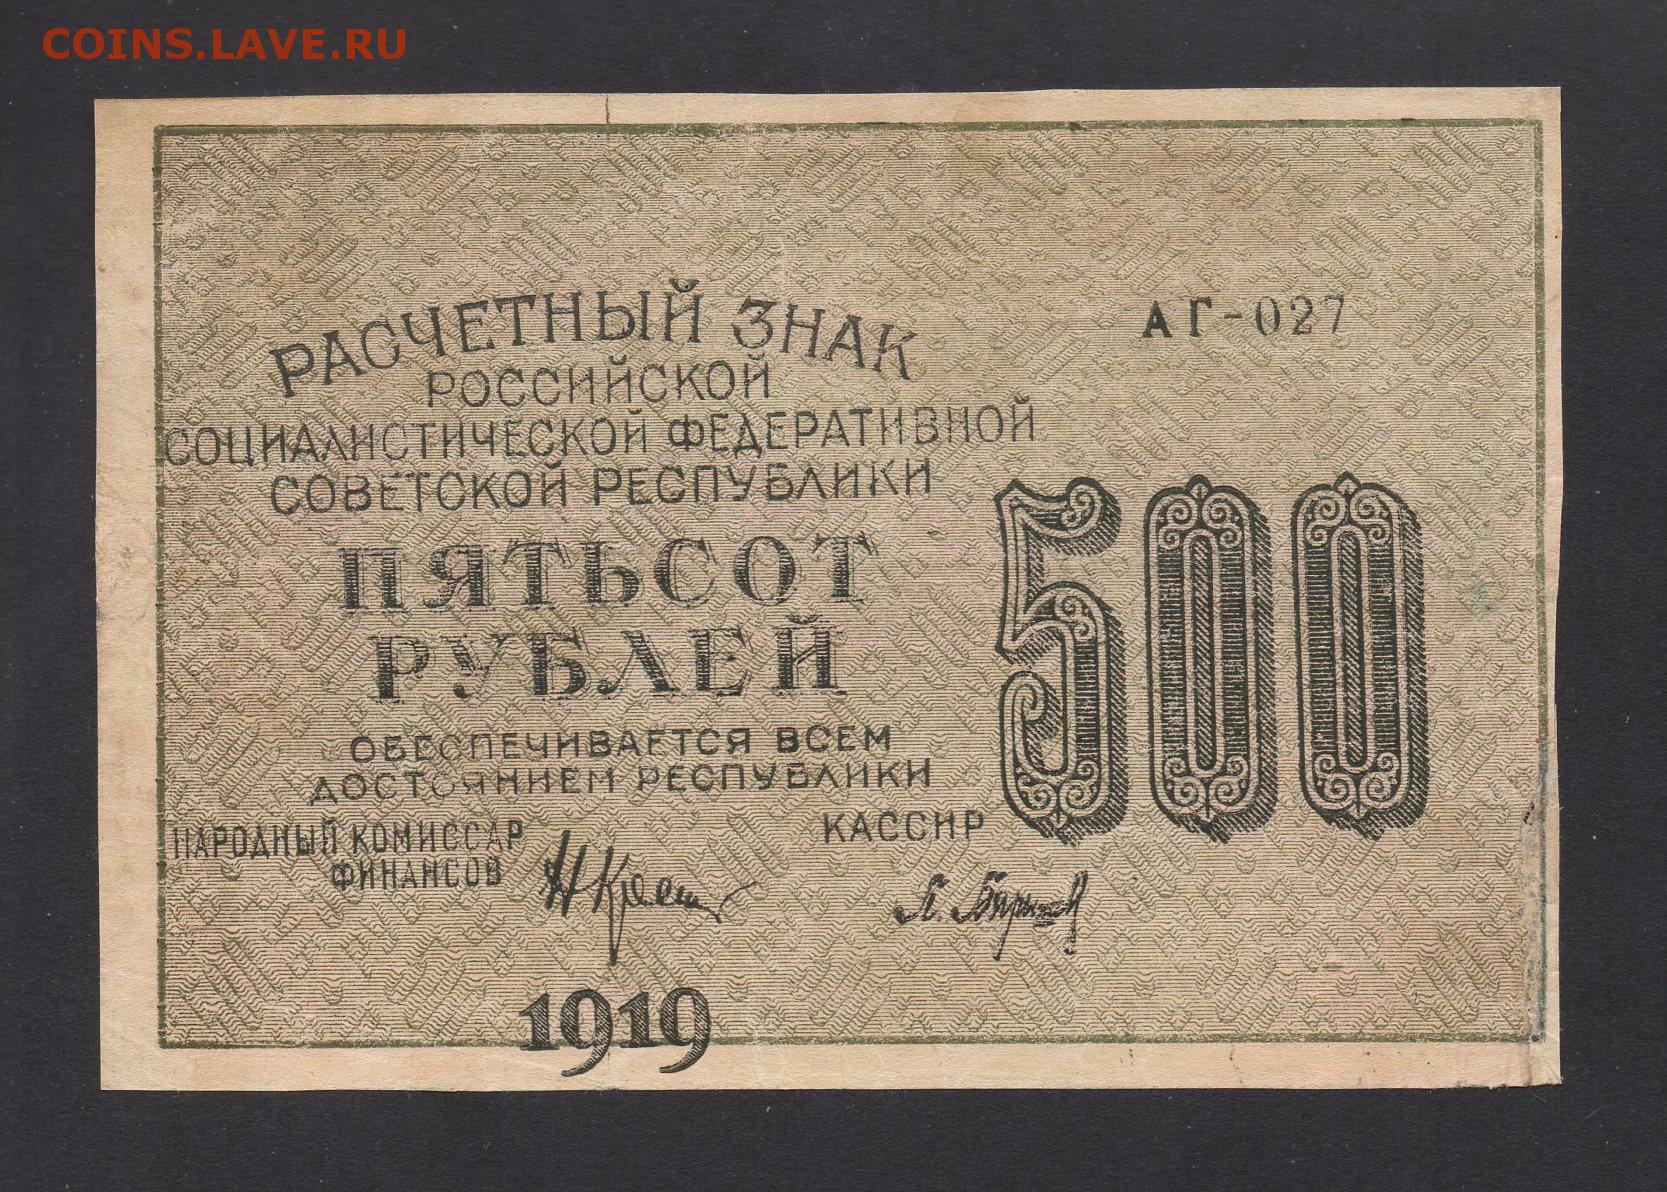 COINS.LAVE.RU
РАСЧЕТНЫЙ ЗНАК
РОССИЙСКОЙ
СОЦИАЛИСТИЧЕСКОЙ ФЕДЕРАТИВНОЙ
СОВЕТСКОЙ РЕСПУБЛИКИ
АГ-027
ПЯТЬСОТ
РУБЛЕЙ
500
ОБЕСПЕЧИВАЕТСЯ ВСЕМ
ДОСТОЯНИЕМ РЕСПУБЛИКИ
НАРОДНЫЙ КОМИССАР
ФИНАНСОВ
КАССИР
1919